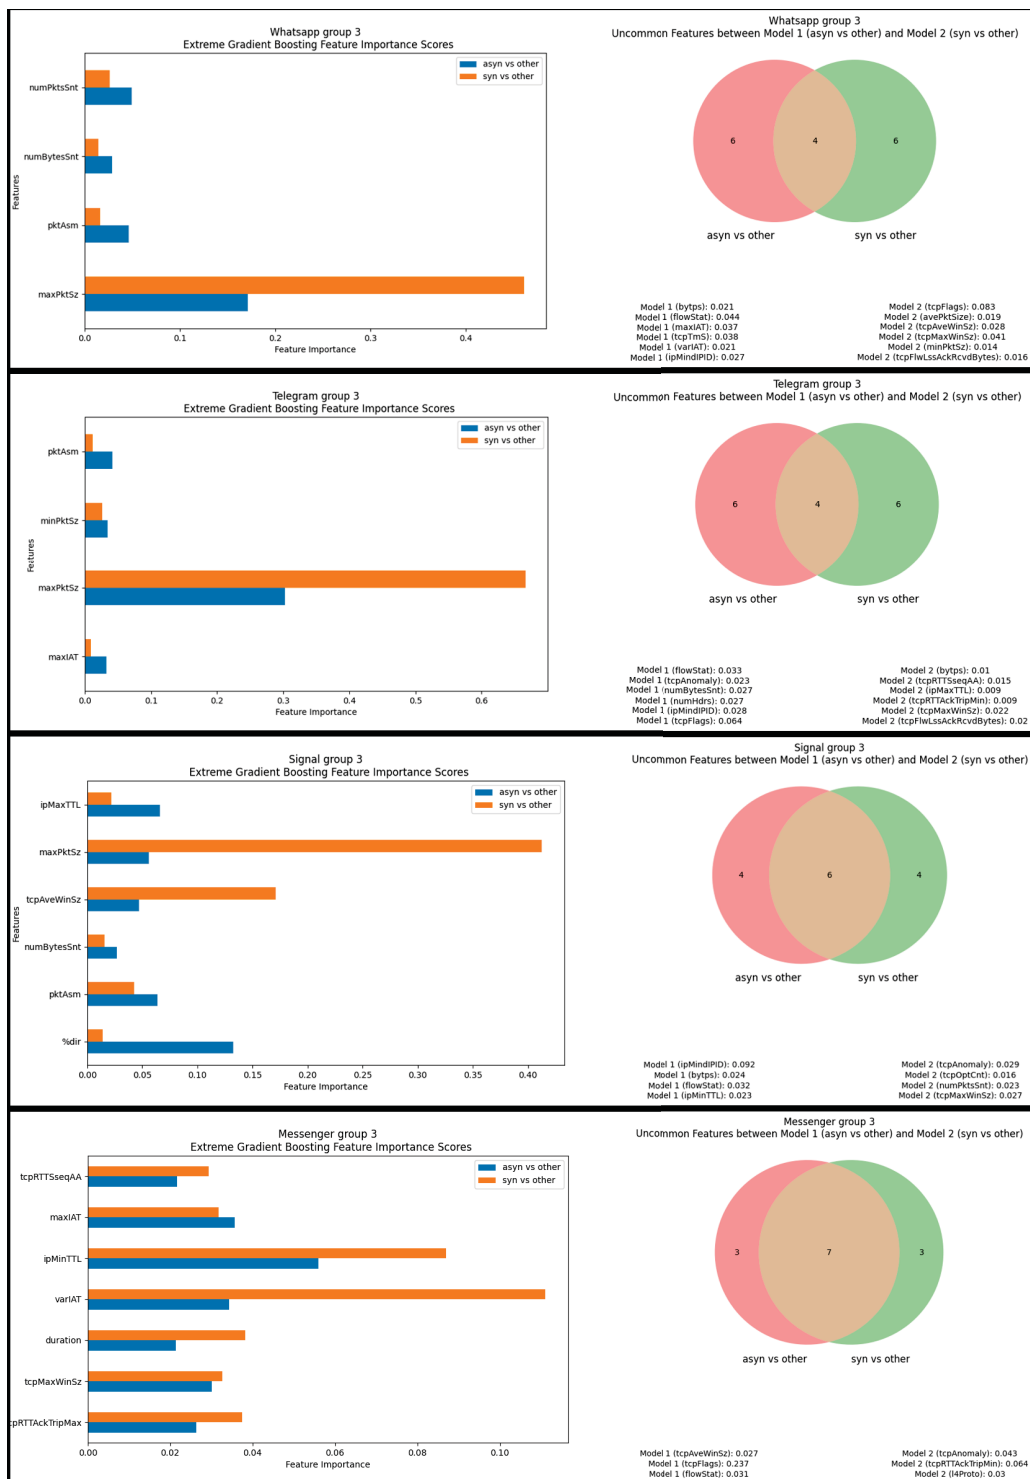 Whatsapp group 3
Extreme Gradient Boosting Feature Importance Scores
asyn vs other
syn vs other
numPktsSnt
numBytesSnt
pktAsm
maxPktSz
Features
0.0 0.1 0.2 0.3 0.4
Feature Importance
Whatsapp group 3
Uncommon Features between Model 1 (asyn vs other) and Model 2 (syn vs other)
6 4 6
asyn vs other syn vs other
Model 1 (bytps): 0.021
Model 1 (flowStat): 0.044
Model 1 (maxIAT): 0.037
Model 1 (tcpTmS): 0.038
Model 1 (varIAT): 0.021
Model 1 (ipMindIPID): 0.027
Model 2 (tcpFlags): 0.083
Model 2 (avePktSize): 0.019
Model 2 (tcpAveWinSz): 0.028
Model 2 (tcpMaxWinSz): 0.041
Model 2 (minPktSz): 0.014
Model 2 (tcpFlwLssAckRcvdBytes): 0.016
Telegram group 3
Extreme Gradient Boosting Feature Importance Scores
asyn vs other
syn vs other
pktAsm
minPktSz
maxPktSz
maxIAT
Features
0.0 0.1 0.2 0.3 0.4 0.5 0.6
Feature Importance
Telegram group 3
Uncommon Features between Model 1 (asyn vs other) and Model 2 (syn vs other)
6 4 6
asyn vs other syn vs other
Model 1 (flowStat): 0.033
Model 1 (tcpAnomaly): 0.023
Model 1 (numBytesSnt): 0.027
Model 1 (numHdrs): 0.027
Model 1 (ipMindIPID): 0.028
Model 1 (tcpFlags): 0.064
Model 2 (bytps): 0.01
Model 2 (tcpRTTSseqAA): 0.015
Model 2 (ipMaxTTL): 0.009
Model 2 (tcpRTTAckTripMin): 0.009
Model 2 (tcpMaxWinSz): 0.022
Model 2 (tcpFlwLssAckRcvdBytes): 0.02
Signal group 3
Extreme Gradient Boosting Feature Importance Scores
asyn vs other
syn vs other
ipMaxTTL
maxPktSz
tcpAveWinSz
numBytesSnt
pktAsm
%dir
Features
0.00 0.05 0.10 0.15 0.20 0.25 0.30 0.35 0.40
Feature Importance
Signal group 3
Uncommon Features between Model 1 (asyn vs other) and Model 2 (syn vs other)
4 6 4
asyn vs other syn vs other
Model 1 (ipMindIPID): 0.092
Model 1 (bytps): 0.024
Model 1 (flowStat): 0.032
Model 1 (ipMinTTL): 0.023
Model 2 (tcpAnomaly): 0.029
Model 2 (tcpOptCnt): 0.016
Model 2 (numPktsSnt): 0.023
Model 2 (tcpMaxWinSz): 0.027
Messenger group 3
Extreme Gradient Boosting Feature Importance Scores
asyn vs other
syn vs other
tcpRTTSseqAA
maxIAT
ipMinTTL
varIAT
duration
tcpMaxWinSz
cpRTTAckTripMax
0.00 0.02 0.04 0.06 0.08 0.10
Feature Importance
Messenger group 3
Uncommon Features between Model 1 (asyn vs other) and Model 2 (syn vs other)
3 7 3
asyn vs other syn vs other
Model 1 (tcpAveWinSz): 0.027
Model 1 (tcpFlags): 0.237
Model 1 (flowStat): 0.031
Model 2 (tcpAnomaly): 0.043
Model 2 (tcpRTTAckTripMin): 0.064
Model 2 (l4Proto): 0.03